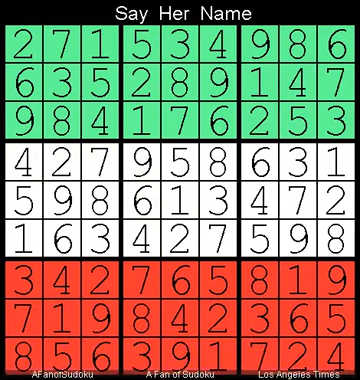 Say Her Name
2 7 1 5 3 4 9 8 6
6 3 5 2 8 9 1 4 7
9 8 4 1 7 6 2 5 3
4 2 7 9 5 8 6 3 1
5 9 8 6 1 3 4 7 2
1 6 3 4 2 7 5 9 8
3 4 2 7 6 5 8 1 9
7 1 9 8 4 2 3 6 5
8 5 6 3 9 1 7 2 4
AFanofSudoku A Fan of Sudoku Los Angeles Times